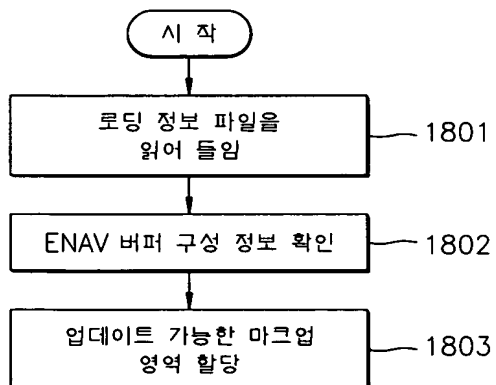 시 작
로딩 정보 파일을
읽어 들임
1801
ENAV 버퍼 구성 정보 확인
1802
업데이트 가능한 마크업
영역 할당
1803